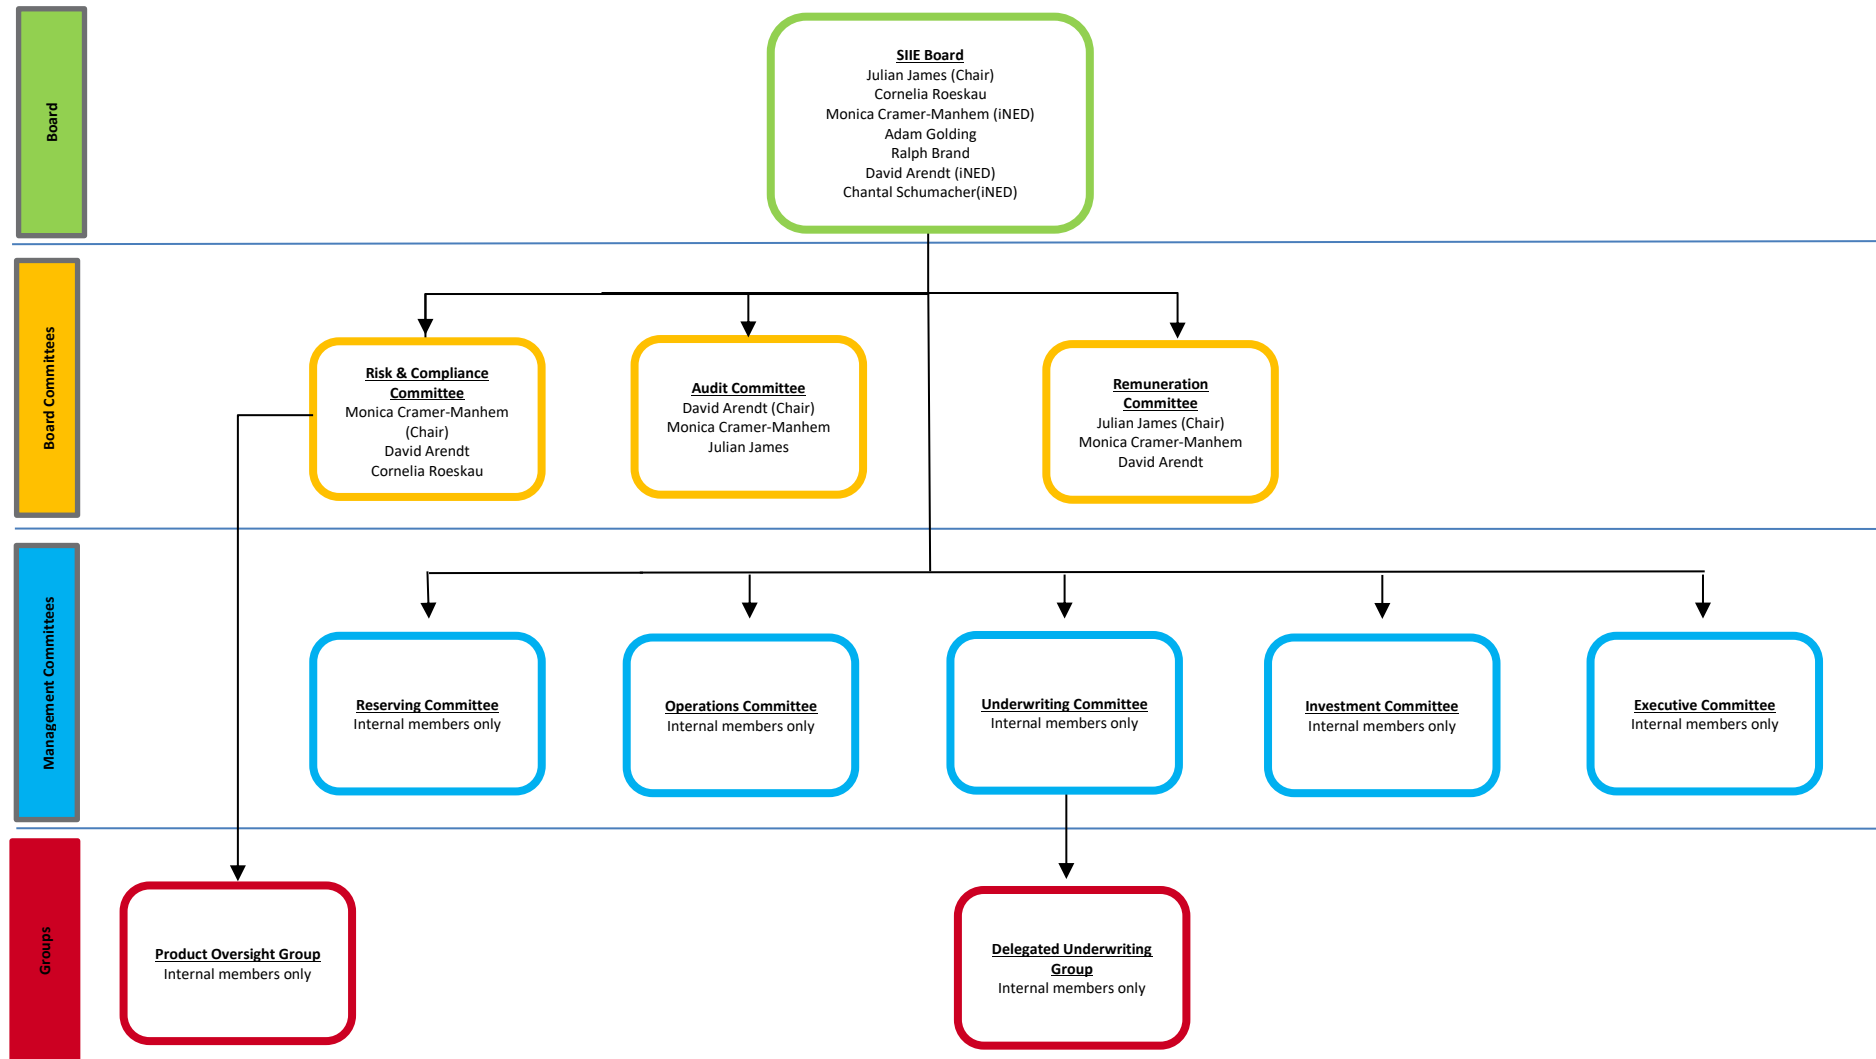 Board
SIIE Board
Julian James (Chair)
Cornelia Roeskau
Monica Cramer-Manhem (iNED)
Adam Golding
Ralph Brand
David Arendt (iNED)
Chantal Schumacher(iNED)
Board Committees
Risk & Compliance
Committee
Monica Cramer-Manhem
(Chair)
David Arendt
Cornelia Roeskau
Audit Committee
David Arendt (Chair)
Monica Cramer-Manhem
Julian James
Remuneration
Committee
Julian James (Chair)
Monica Cramer-Manhem
David Arendt
Management Committees
Reserving Committee
Internal members only
Operations Committee
Internal members only
Underwriting Committee
Internal members only
Investment Committee
Internal members only
Executive Committee
Internal members only
Groups
Product Oversight Group
Internal members only
Delegated Underwriting
Group
Internal members only